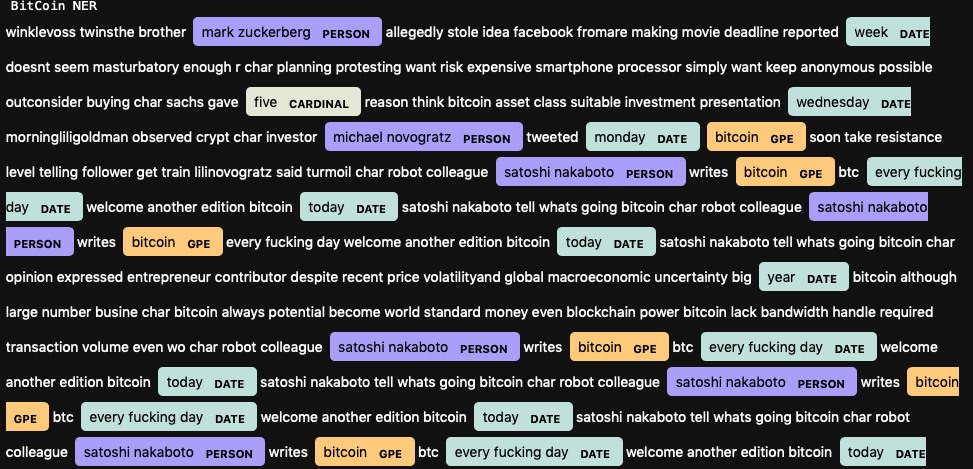 BitCoin NER
winklevoss twinsthe brother mark zuckerberg PERSON allegedly stole idea facebook fromare making movie deadline reported week DATE
doesnt seem masturbatory enough r char planning protesting want risk expensive smartphone processor simply want keep anonymous possible
outconsider buying char sachs gave five CARDINAL reason think bitcoin asset class suitable investment presentation wednesday DATE
morningliligoldman observed crypt char investor michael novogratz PERSON tweeted monday DATE bitcoin GPE soon take resistance
level telling follower get train lilinovogratz said turmoil char robot colleague satoshi nakaboto PERSON writes bitcoin GPE btc every fucking
day DATE welcome another edition bitcoin today DATE satoshi nakaboto tell whats going bitcoin char robot colleague satoshi nakaboto
PERSON writes bitcoin GPE every fucking day welcome another edition bitcoin today DATE satoshi nakaboto tell whats going bitcoin char
opinion expressed entrepreneur contributor despite recent price volatilityand global macroeconomic uncertainty big year DATE bitcoin although
large number busine char bitcoin always potential become world standard money even blockchain power bitcoin lack bandwidth handle required
transaction volume even wo char robot colleague satoshi nakaboto PERSON writes bitcoin GPE btc every fucking day DATE welcome
another edition bitcoin today DATE satoshi nakaboto tell whats going bitcoin char robot colleague satoshi nakaboto PERSON writes bitcoin
GPE btc every fucking day DATE welcome another edition bitcoin today DATE satoshi nakaboto tell whats going bitcoin char robot
colleague satoshi nakaboto PERSON writes bitcoin GPE btc every fucking day DATE welcome another edition bitcoin today DATE